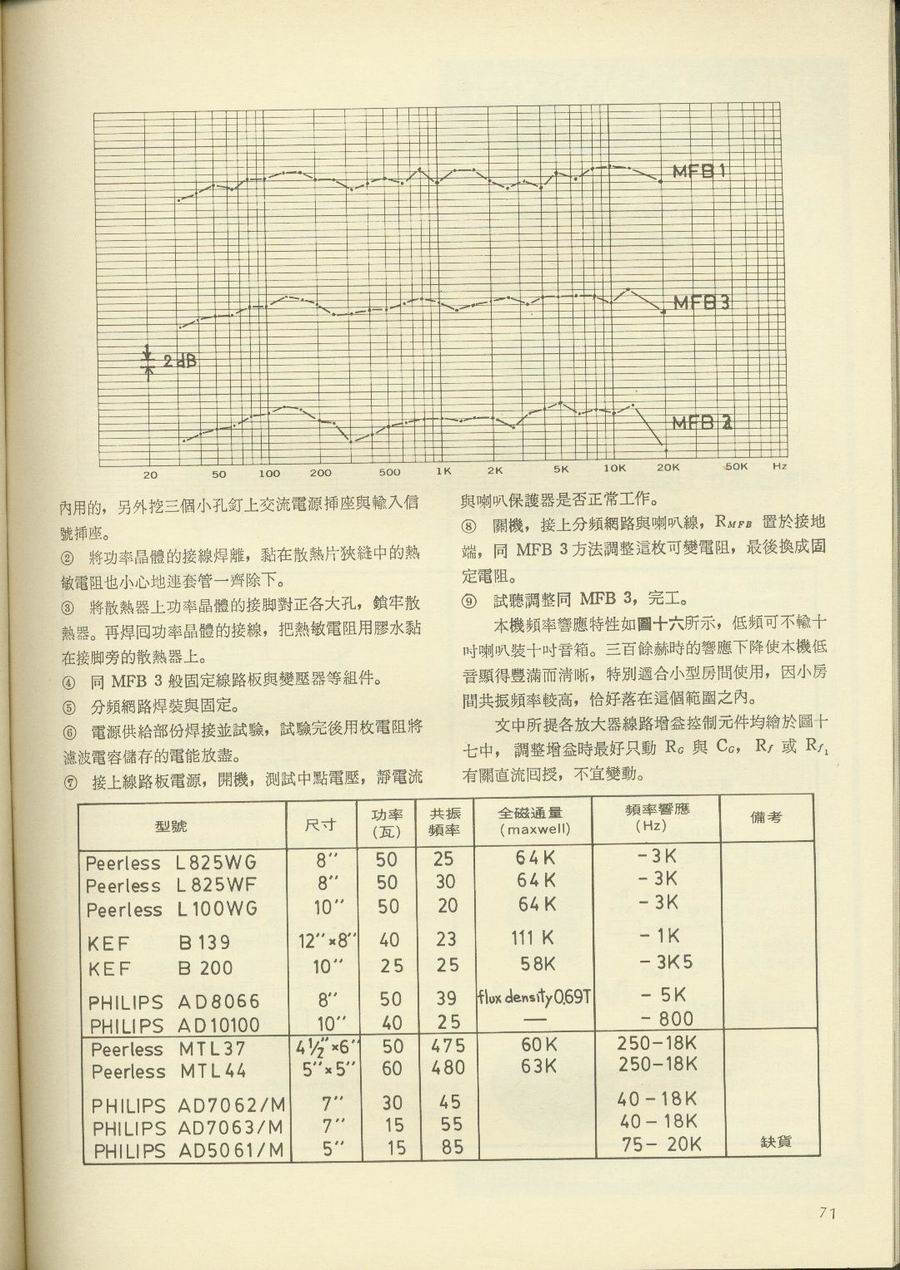 MFB1
MFB3
2dB
MFB 2
20 50 100 200 500 1K 2K 5K 10K 20K 50K Hz
內用的，另外挖三個小孔釘上交流電源挿座與輸入信
號挿座。
② 將功率晶體的接線焊離，黏在散熱片狹縫中的熱
敏電阻也小心地連套管一齊除下。
③ 將散熱器上功率晶體的接脚對正各大孔，鎖牢散
熱器。再焊囘功率晶體的接線，把熱敏電阻用膠水黏
在接脚旁的散熱器上。
④ 同 MFB 3 般固定線路板與變壓器等組件。
⑤ 分頻網路焊裝與固定。
⑥ 電源供給部份焊接並試驗，試驗完後用枚電阻將
濾波電容儲存的電能放盡。
⑦ 接上線路板電源，開機，測試中點電壓，靜電流
與喇叭保護器是否正常工作。
⑧ 關機，接上分頻網路與喇叭線，RMFB 置於接地
端，同 MFB 3 方法調整這枚可變電阻，最後換成固
定電阻。
⑨ 試聽調整同 MFB 3，完工。
本機頻率響應特性如圖十六所示，低頻可不輸十
吋喇叭裝十吋音箱。三百餘赫時的響應下降使本機低
音顯得豐滿而淸晰，特別適合小型房間使用，因小房
間共振頻率較高，恰好落在這個範圍之內。
文中所提各放大器線路增益控制元件均繪於圖十
七中，調整增益時最好只動 RG 與 CG，Rf 或 Rf1
有關直流囘授，不宜變動。
型號 尺寸 功率(瓦) 共振頻率 全磁通量(maxwell) 頻率響應(Hz) 備考
Peerless L825WG 8″ 50 25 64K -3K
Peerless L825WF 8″ 50 30 64K -3K
Peerless L100WG 10″ 50 20 64K -3K
KEF B139 12″×8″ 40 23 111K -1K
KEF B200 10″ 25 25 58K -3K5
PHILIPS AD8066 8″ 50 39 flux density 0.69T -5K
PHILIPS AD10100 10″ 40 25 — -800
Peerless MTL37 4½″×6″ 50 475 60K 250-18K
Peerless MTL44 5″×5″ 60 480 63K 250-18K
PHILIPS AD7062/M 7″ 30 45 40-18K
PHILIPS AD7063/M 7″ 15 55 40-18K
PHILIPS AD5061/M 5″ 15 85 75-20K 缺貨
71